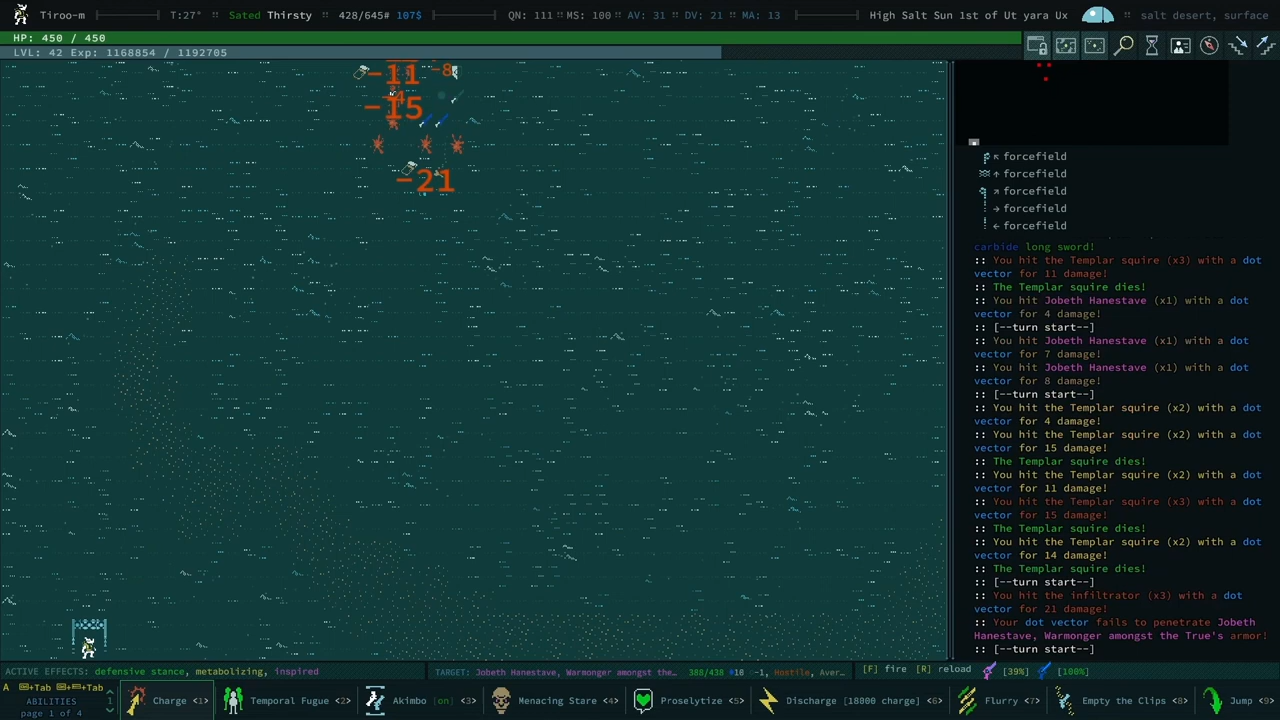 Tiroo-m T:27° Sated Thirsty 428/645# 107$ QN: 111 MS: 100 AV: 31 DV: 21 MA: 13 High Salt Sun 1st of Ut yara Ux salt desert, surface
HP: 450 / 450
LVL: 42 Exp: 1168854 / 1192705
-11
-8
-15
-21
↖ forcefield
↑ forcefield
↗ forcefield
→ forcefield
← forcefield
carbide long sword!
:: You hit the Templar squire (x3) with a dot
vector for 11 damage!
:: The Templar squire dies!
:: You hit Jobeth Hanestave (x1) with a dot
vector for 4 damage!
:: [--turn start--]
:: You hit Jobeth Hanestave (x1) with a dot
vector for 7 damage!
:: You hit Jobeth Hanestave (x1) with a dot
vector for 8 damage!
:: [--turn start--]
:: You hit the Templar squire (x2) with a dot
vector for 4 damage!
:: You hit the Templar squire (x2) with a dot
vector for 15 damage!
:: The Templar squire dies!
:: You hit the Templar squire (x2) with a dot
vector for 11 damage!
:: You hit the Templar squire (x3) with a dot
vector for 15 damage!
:: The Templar squire dies!
:: You hit the Templar squire (x2) with a dot
vector for 14 damage!
:: The Templar squire dies!
:: [--turn start--]
:: You hit the infiltrator (x3) with a dot
vector for 21 damage!
:: Your dot vector fails to penetrate Jobeth
Hanestave, Warmonger amongst the True's armor!
:: [--turn start--]
ACTIVE EFFECTS: defensive stance, metabolizing, inspired
TARGET: Jobeth Hanestave, Warmonger amongst the… 388/438 ♦18 ○-1, Hostile, Aver…
[F] fire [R] reload [39%] [100%]
A ⌨+Tab ⌨+⌨+Tab
ABILITIES 1
page 1 of 4
Charge <1> Temporal Fugue <2> Akimbo [on] <3> Menacing Stare <4> Proselytize <5> Discharge [18000 charge] <6> Flurry <7> Empty the Clips <8> Jump <9>